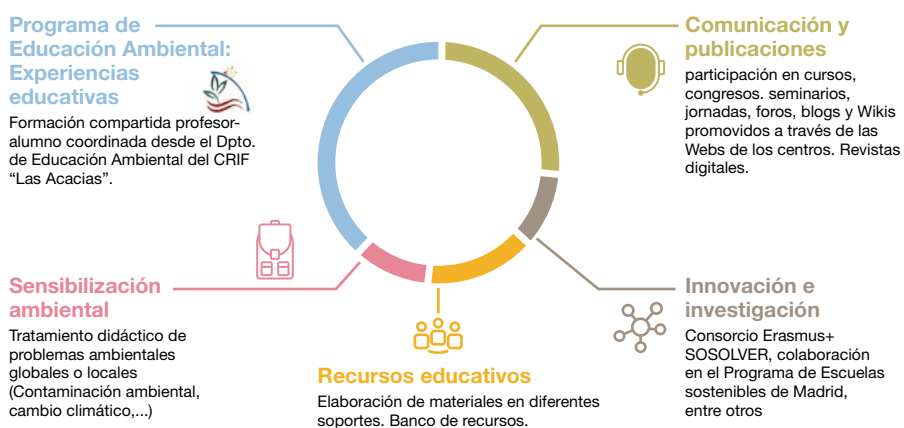 Programa de
Educación Ambiental:
Experiencias
educativas
Formación compartida profesor-
alumno coordinada desde el Dpto.
de Educación Ambiental del CRIF
“Las Acacias”.
Comunicación y
publicaciones
participación en cursos,
congresos. seminarios,
jornadas, foros, blogs y Wikis
promovidos a través de las
Webs de los centros. Revistas
digitales.
Sensibilización
ambiental
Tratamiento didáctico de
problemas ambientales
globales o locales
(Contaminación ambiental,
cambio climático,...)
Recursos educativos
Elaboración de materiales en diferentes
soportes. Banco de recursos.
Innovación e
investigación
Consorcio Erasmus+
SOSOLVER, colaboración
en el Programa de Escuelas
sostenibles de Madrid,
entre otros